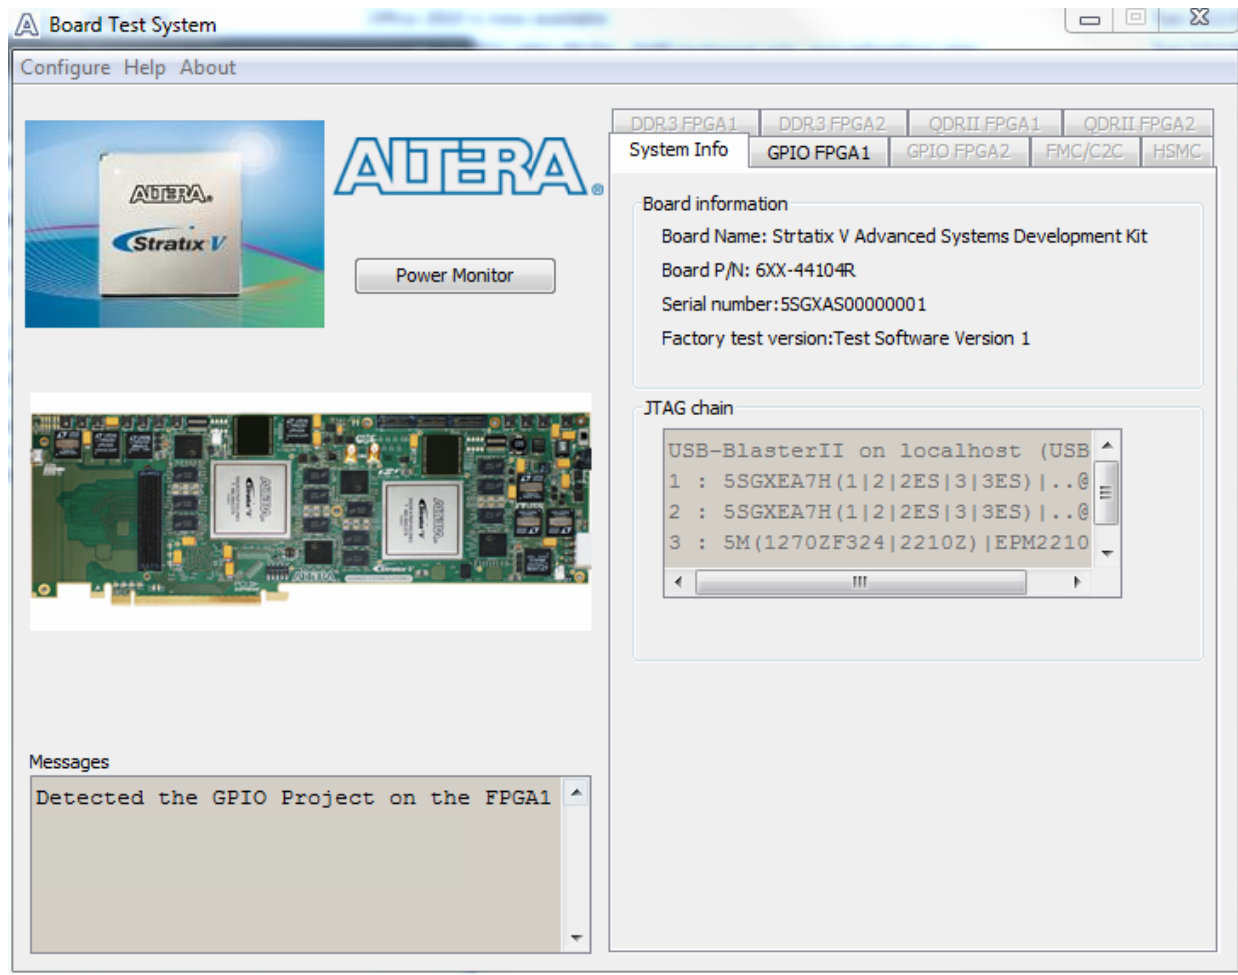 Board Test System
Configure Help About
ALTERA®
Stratix V
ALTERA®
Power Monitor
DDR3 FPGA1 DDR3 FPGA2 QDRII FPGA1 QDRII FPGA2
System Info GPIO FPGA1 GPIO FPGA2 FMC/C2C HSMC
Board information
Board Name: Strtatix V Advanced Systems Development Kit
Board P/N: 6XX-44104R
Serial number:5SGXAS00000001
Factory test version:Test Software Version 1
JTAG chain
USB-BlasterII on localhost (USB
1 : 5SGXEA7H(1|2|2ES|3|3ES)|..@
2 : 5SGXEA7H(1|2|2ES|3|3ES)|..@
3 : 5M(1270ZF324|2210Z)|EPM2210
ALTERA
Stratix V
ALTERA
Stratix V
Messages
Detected the GPIO Project on the FPGA1